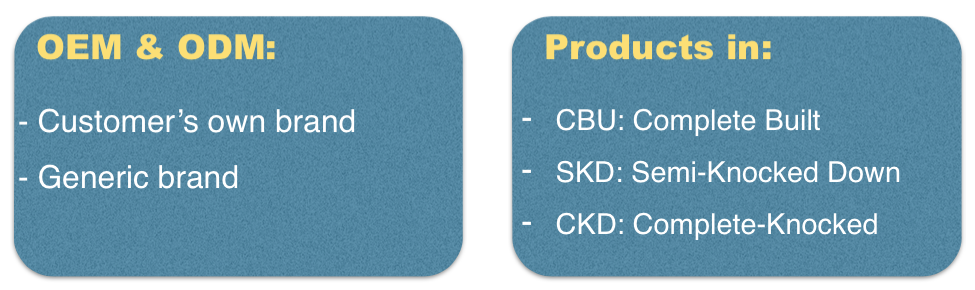 OEM & ODM:
- Customer’s own brand
- Generic brand
Products in:
- CBU: Complete Built
- SKD: Semi-Knocked Down
- CKD: Complete-Knocked